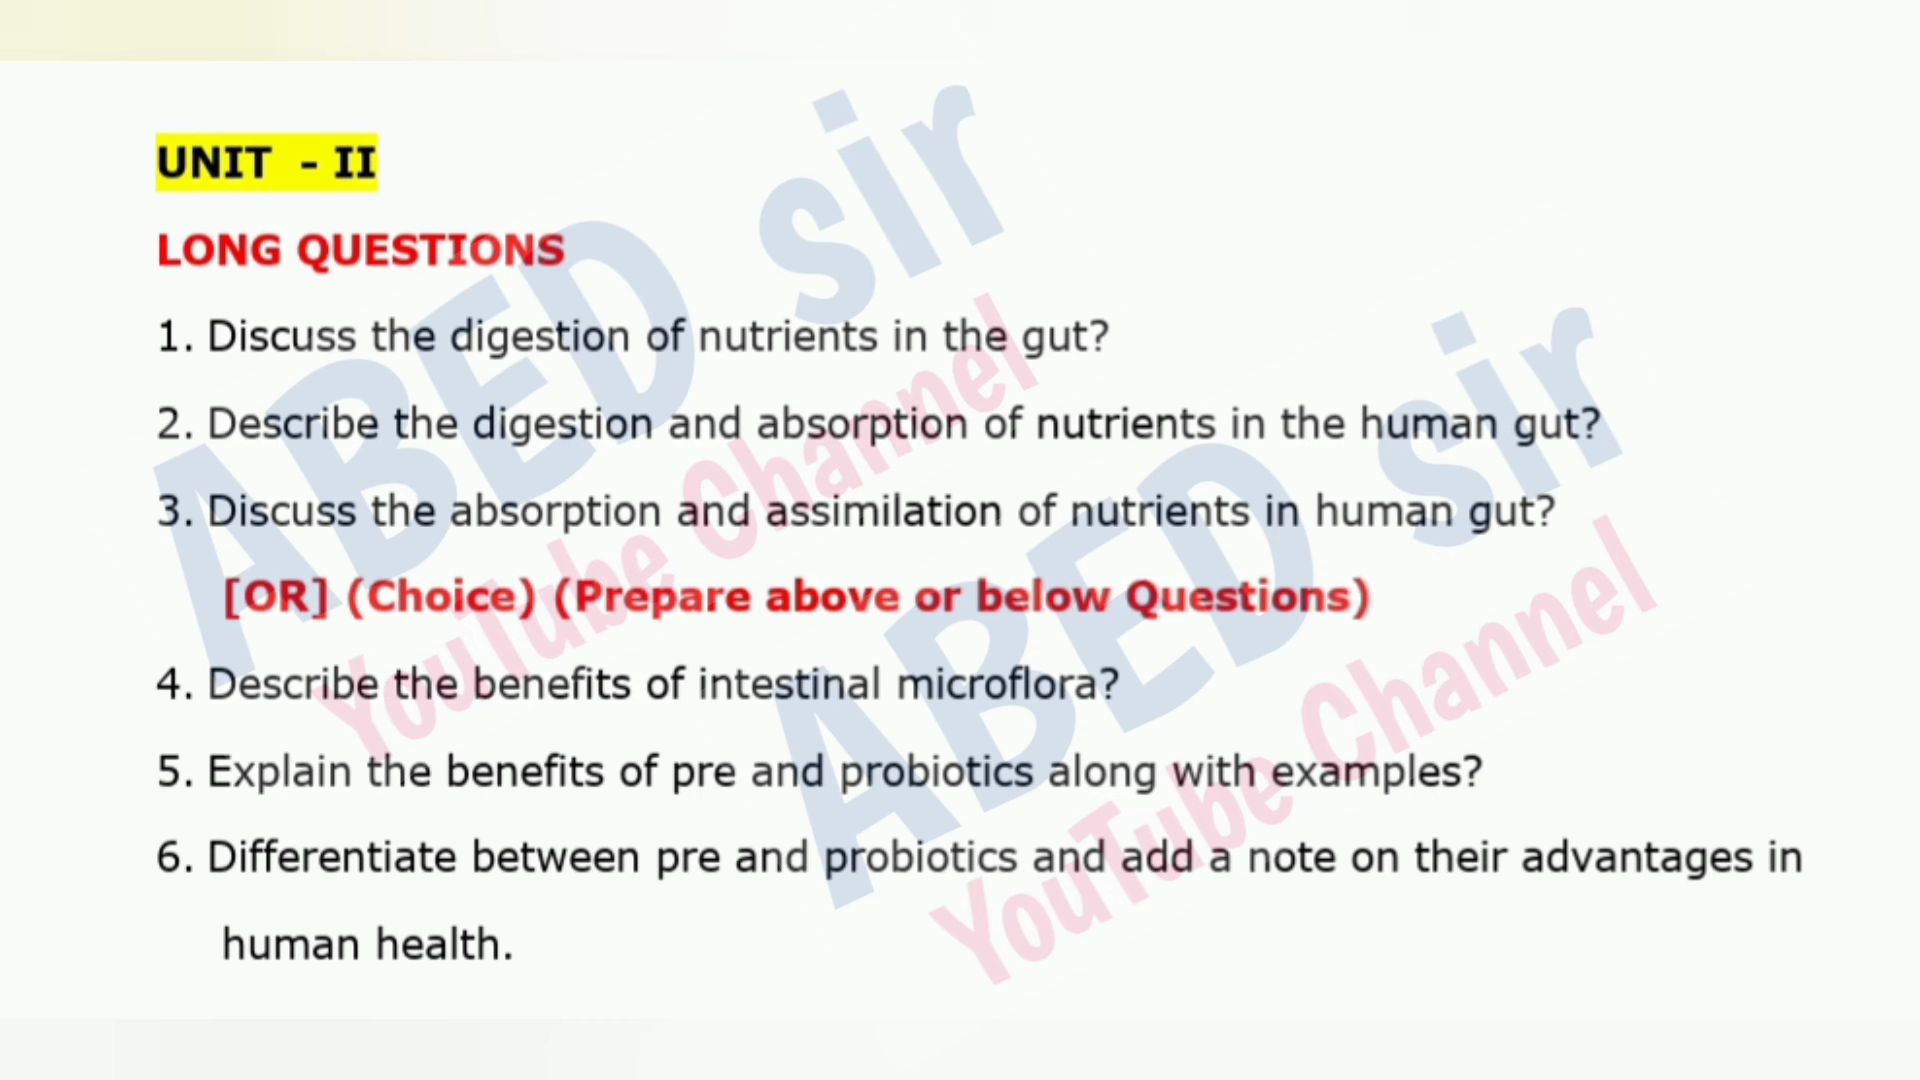 UNIT - II
LONG QUESTIONS
1. Discuss the digestion of nutrients in the gut?
2. Describe the digestion and absorption of nutrients in the human gut?
3. Discuss the absorption and assimilation of nutrients in human gut?
[OR] (Choice) (Prepare above or below Questions)
4. Describe the benefits of intestinal microflora?
5. Explain the benefits of pre and probiotics along with examples?
6. Differentiate between pre and probiotics and add a note on their advantages in
human health.
ABED sir
YouTube Channel
ABED sir
YouTube Channel